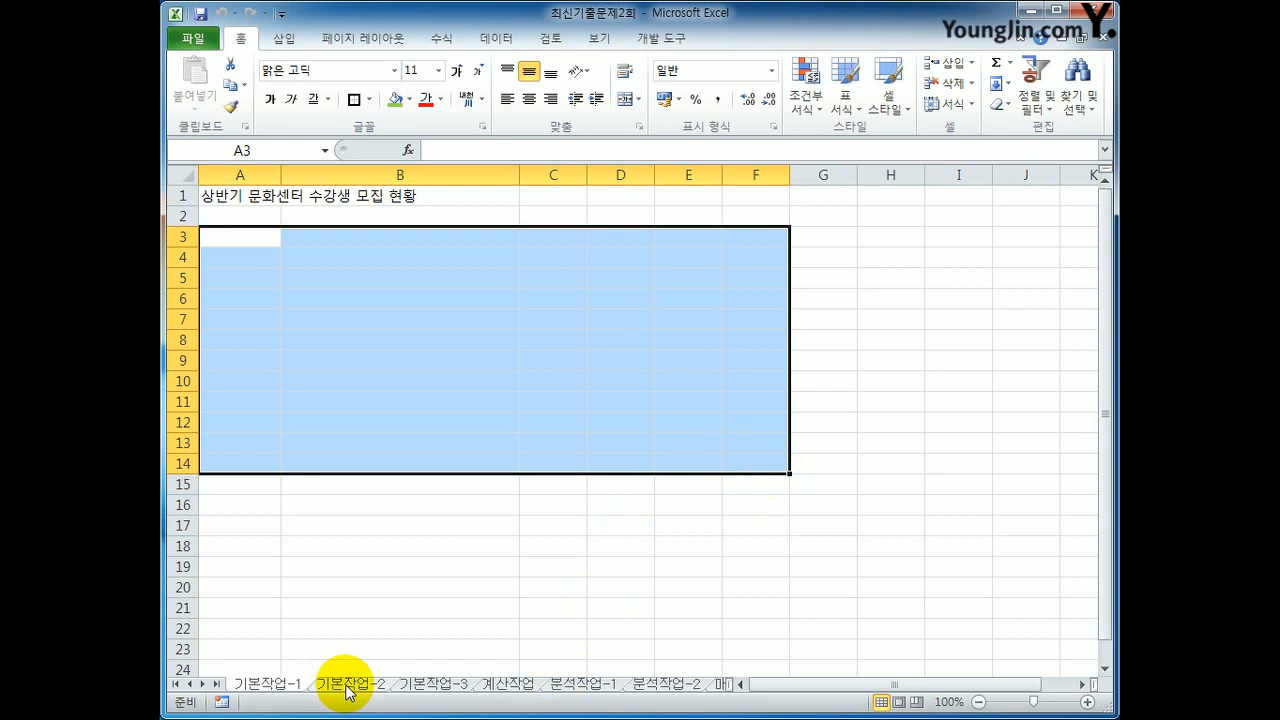 최신기출문제2회 - Microsoft Excel
YoungJin.com Y.
파일 홈 삽입 페이지 레이아웃 수식 데이터 검토 보기 개발 도구
붙여넣기
클립보드
맑은 고딕 11
가 가 간 가 내천
글꼴
맞춤
일반
% ,
표시 형식
조건부 서식
표 서식
셀 스타일
스타일
삽입
삭제
서식
셀
Σ
정렬 및 필터
찾기 및 선택
편집
A3 fx
A B C D E F G H I J K
1 상반기 문화센터 수강생 모집 현황
2
3
4
5
6
7
8
9
10
11
12
13
14
15
16
17
18
19
20
21
22
23
24
기본작업-1 기본작업-2 기본작업-3 계산작업 분석작업-1 분석작업-2
준비 100%